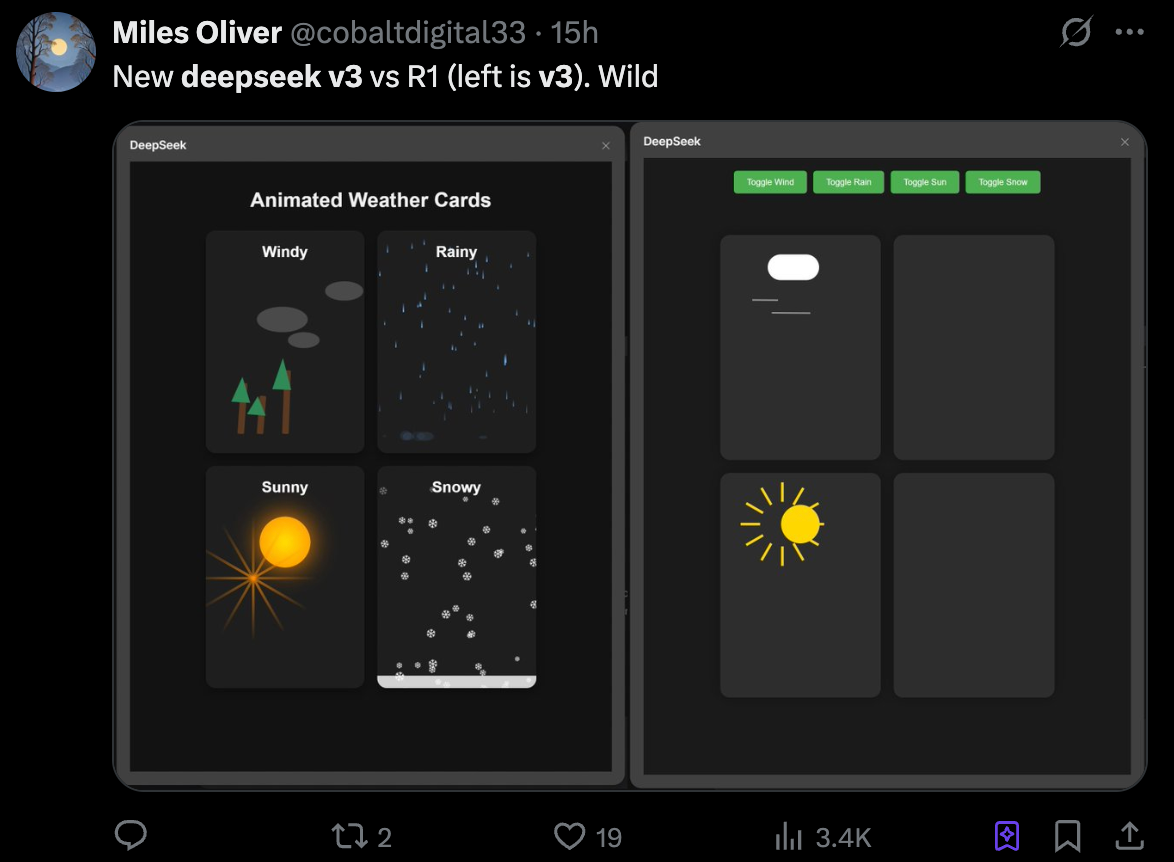 Miles Oliver @cobaltdigital33 · 15h
New deepseek v3 vs R1 (left is v3). Wild
DeepSeek
Animated Weather Cards
Windy
Rainy
Sunny
Snowy
DeepSeek
Toggle Wind
Toggle Rain
Toggle Sun
Toggle Snow
2
19
3.4K